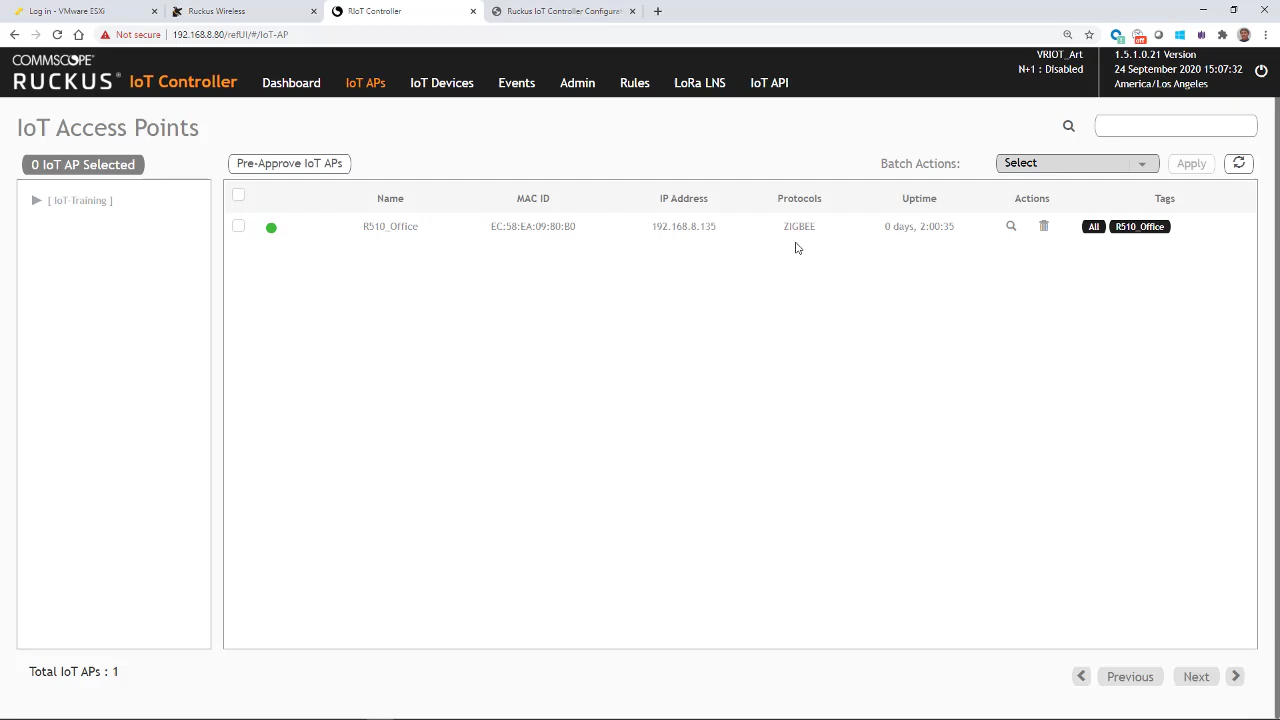 Log in - VMware ESXi
Ruckus Wireless
RIoT Controller
Ruckus IoT Controller Configurat
Not secure
192.168.8.80/refUI/#/IoT-AP
COMMSCOPE®
RUCKUS® IoT Controller
Dashboard
IoT APs
IoT Devices
Events
Admin
Rules
LoRa LNS
IoT API
VRIOT_Art
N+1 : Disabled
1.5.1.0.21 Version
24 September 2020 15:07:32
America/Los Angeles
IoT Access Points
0 IoT AP Selected
Pre-Approve IoT APs
Batch Actions:
Select
Apply
[ IoT-Training ]
Name MAC ID IP Address Protocols Uptime Actions Tags
R510_Office EC:58:EA:09:80:B0 192.168.8.135 ZIGBEE 0 days, 2:00:35 All R510_Office
Total IoT APs : 1
Previous
Next